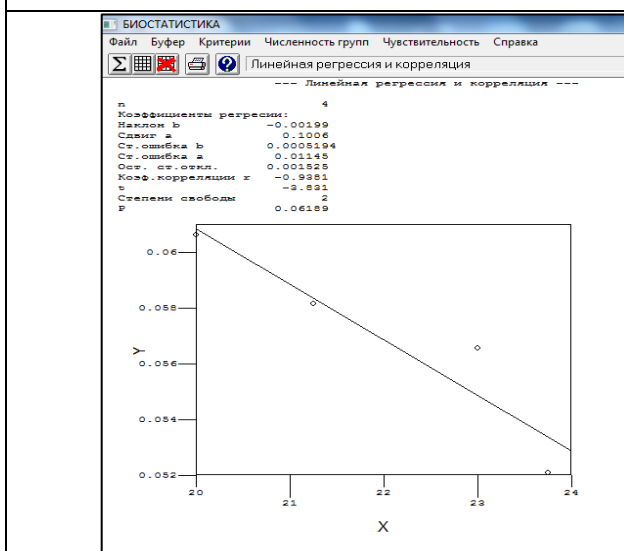 БИОСТАТИСТИКА
Файл Буфер Критерии Численность групп Чувствительность Справка
Линейная регрессия и корреляция
--- Линейная регрессия и корреляция ---
n 4
Коэффициенты регресии:
Наклон b -0.00199
Сдвиг a 0.1006
Ст.ошибка b 0.0005194
Ст.ошибка a 0.01145
Ост. ст.откл. 0.001525
Коэф.корреляции r -0.9381
t -3.831
Степени свободы 2
P 0.06189
0.06
0.058
Y
0.056
0.054
0.052
20 21 22 23 24
X